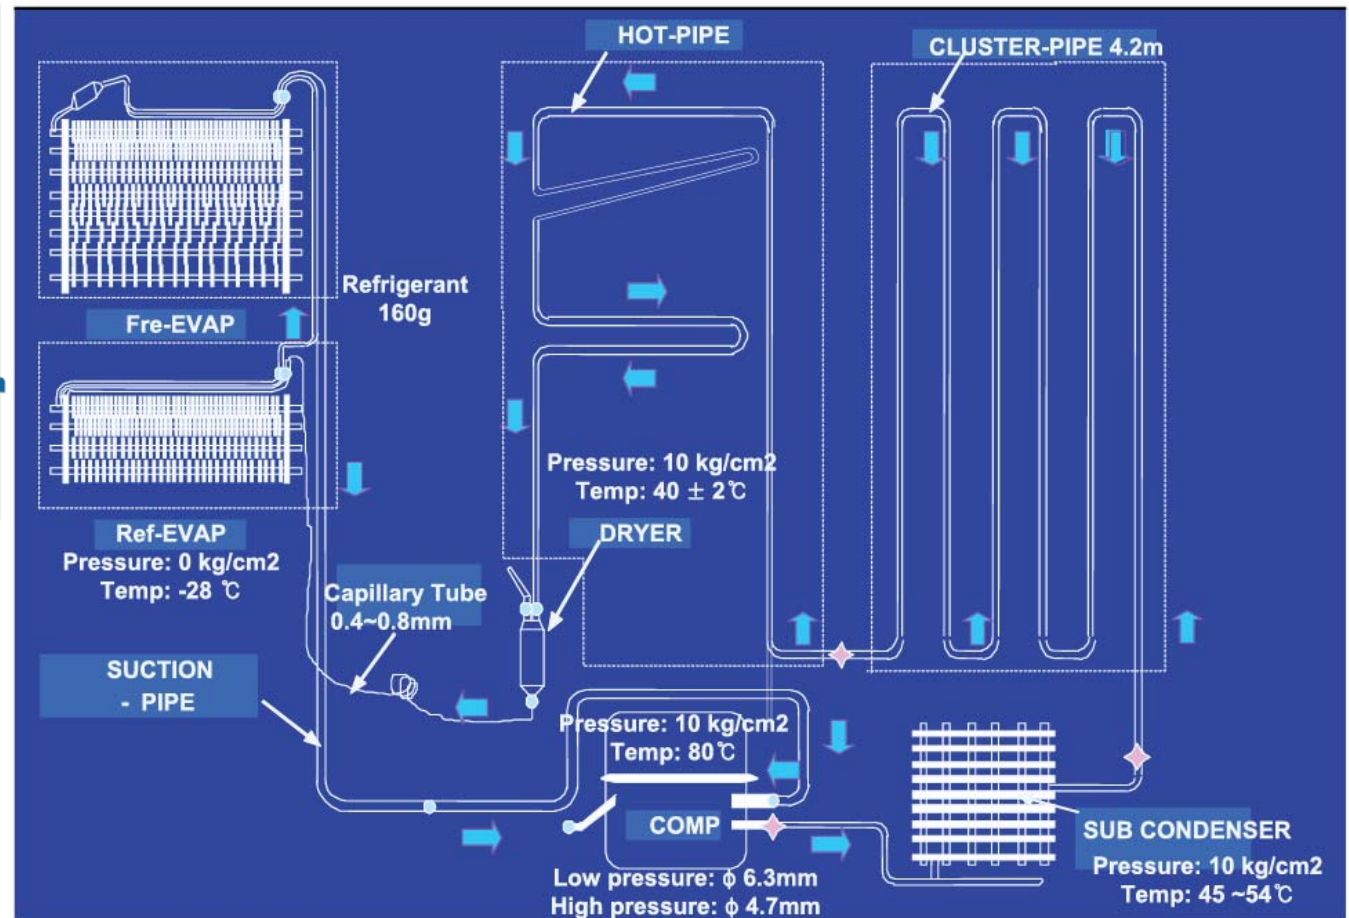 HOT-PIPE
CLUSTER-PIPE 4.2m
Refrigerant
160g
Fre-EVAP
Pressure: 10 kg/cm2
Temp: 40 ± 2℃
Ref-EVAP
Pressure: 0 kg/cm2
Temp: -28 ℃
DRYER
Capillary Tube
0.4~0.8mm
SUCTION
- PIPE
Pressure: 10 kg/cm2
Temp: 80℃
COMP
Low pressure: ϕ 6.3mm
High pressure: ϕ 4.7mm
SUB CONDENSER
Pressure: 10 kg/cm2
Temp: 45 ~54℃